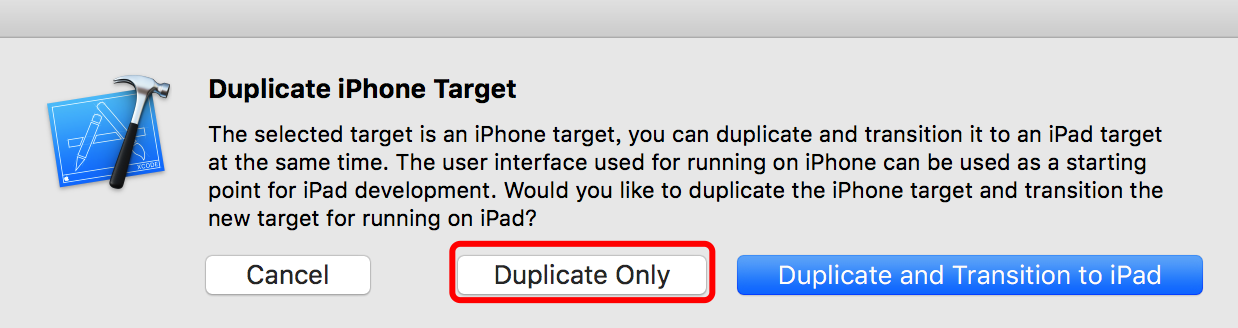 XCODE
Duplicate iPhone Target
The selected target is an iPhone target, you can duplicate and transition it to an iPad target
at the same time. The user interface used for running on iPhone can be used as a starting
point for iPad development. Would you like to duplicate the iPhone target and transition the
new target for running on iPad?
Cancel
Duplicate Only
Duplicate and Transition to iPad